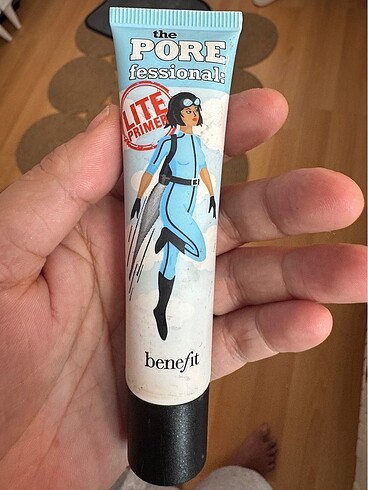 the
PORE
fessional:
LITE
PRIMER
benefit